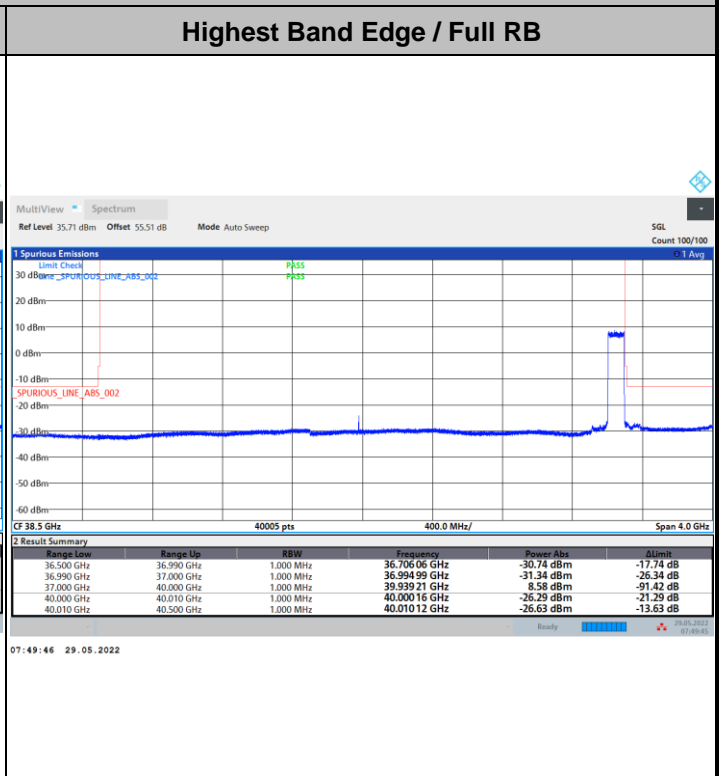 Highest Band Edge / Full RB
MultiView Spectrum
Ref Level 35.71 dBm Offset 55.51 dB Mode Auto Sweep SGL
Count 100/100
1 Spurious Emissions 1 Avg
Limit Check PASS
30 dBm Line _SPURIOUS_LINE_ABS_002 PASS
20 dBm
10 dBm
0 dBm
-10 dBm
_SPURIOUS_LINE_ABS_002
-20 dBm
-30 dBm
-40 dBm
-50 dBm
-60 dBm
CF 38.5 GHz 40005 pts 400.0 MHz/ Span 4.0 GHz
2 Result Summary
Range Low Range Up RBW Frequency Power Abs ΔLimit
36.500 GHz 36.990 GHz 1.000 MHz 36.706 06 GHz -30.74 dBm -17.74 dB
36.990 GHz 37.000 GHz 1.000 MHz 36.994 99 GHz -31.34 dBm -26.34 dB
37.000 GHz 40.000 GHz 1.000 MHz 39.939 21 GHz 8.58 dBm -91.42 dB
40.000 GHz 40.010 GHz 1.000 MHz 40.000 16 GHz -26.29 dBm -21.29 dB
40.010 GHz 40.500 GHz 1.000 MHz 40.010 12 GHz -26.63 dBm -13.63 dB
Ready 29.05.2022
07:49:45
07:49:46 29.05.2022